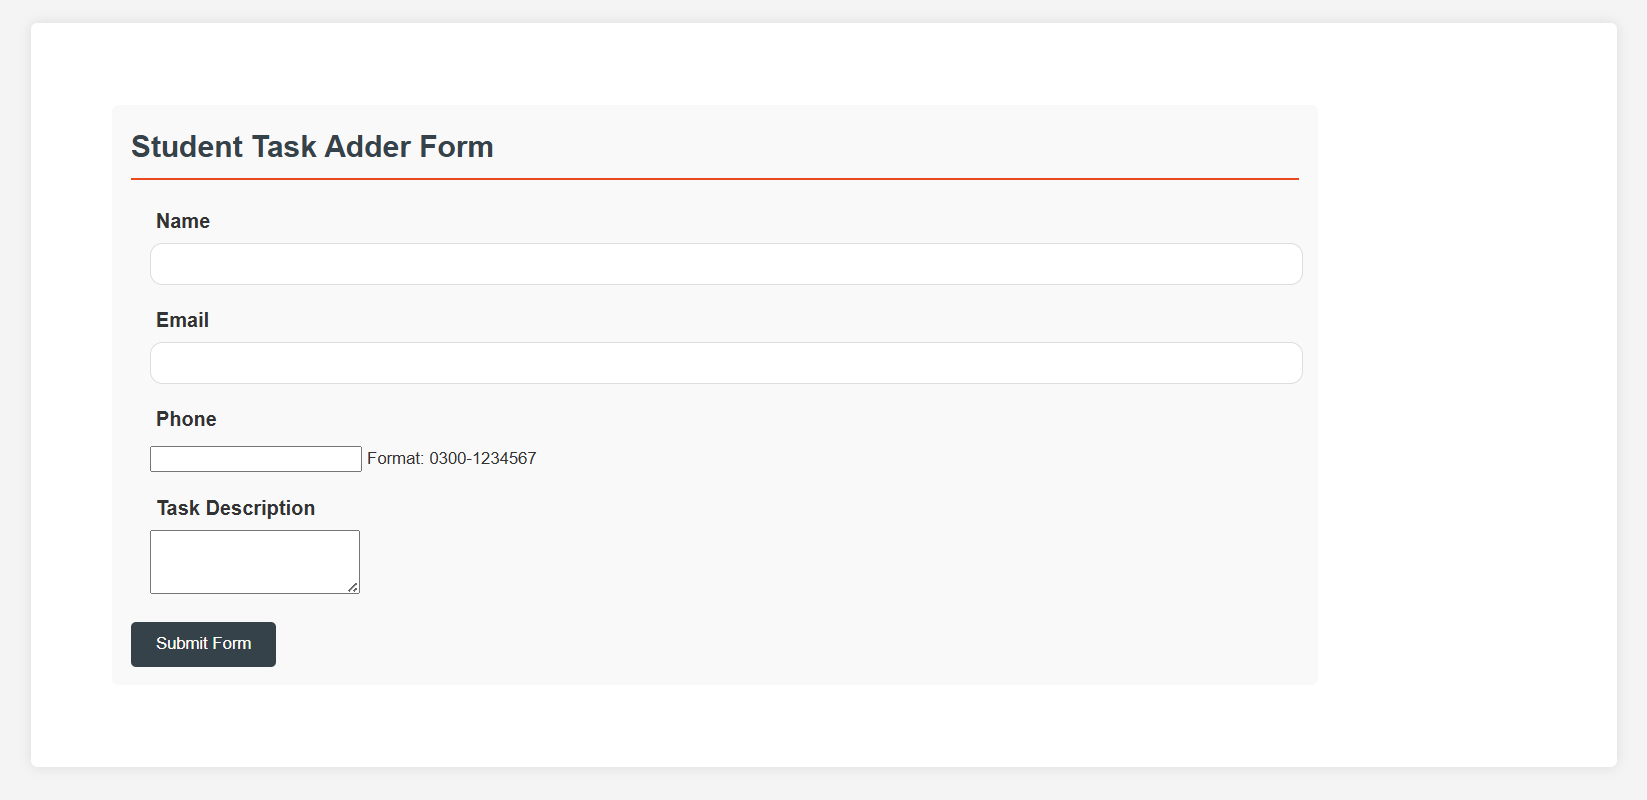 Student Task Adder Form
Name
Email
Phone
Format: 0300-1234567
Task Description
Submit Form